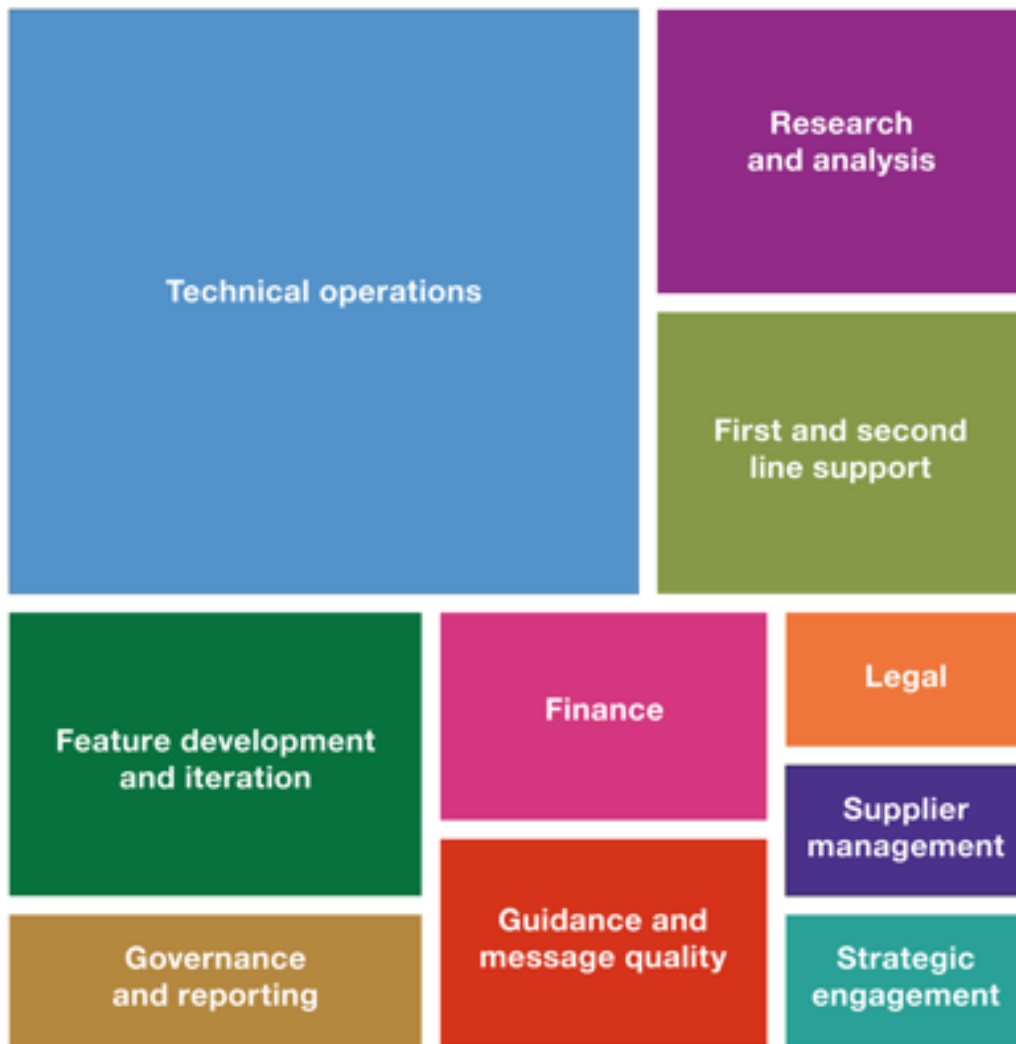 Technical operations
Research
and analysis
First and second
line support
Feature development
and iteration
Finance
Legal
Supplier
management
Guidance and
message quality
Governance
and reporting
Strategic
engagement